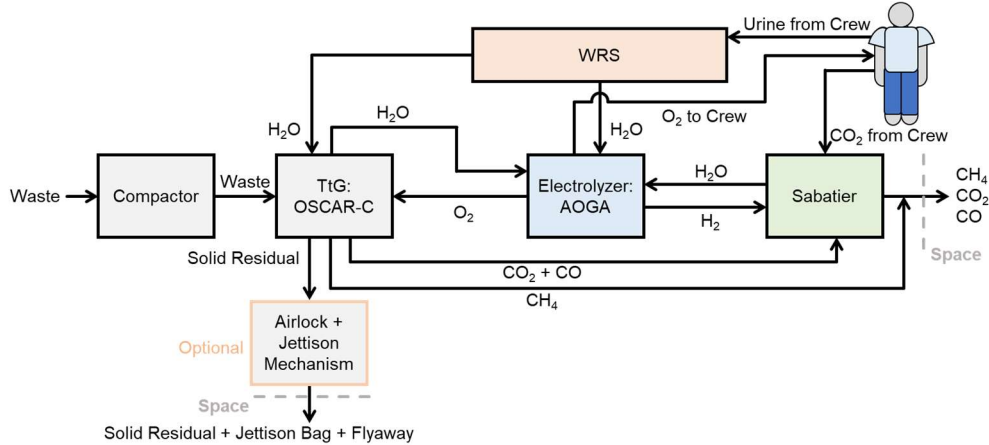 Urine from Crew
WRS
H₂O
H₂O
H₂O
O₂ to Crew
CO₂ from Crew
Waste
Compactor
Waste
TtG:
OSCAR-C
O₂
Electrolyzer:
AOGA
H₂O
H₂
Sabatier
CH₄
CO₂
CO
Space
Solid Residual
CO₂ + CO
CH₄
Optional
Airlock +
Jettison
Mechanism
Space
Solid Residual + Jettison Bag + Flyaway